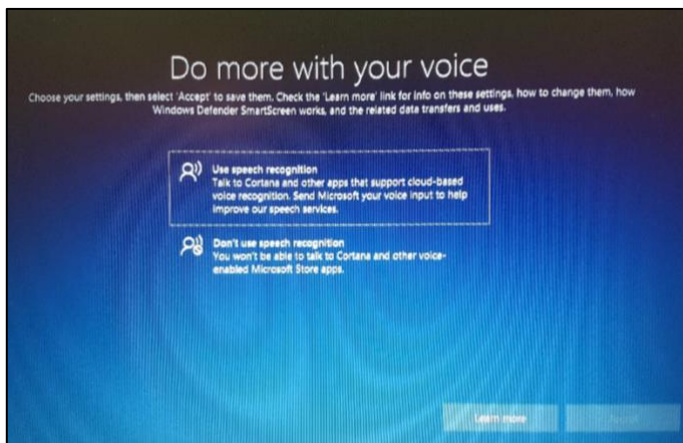 Do more with your voice
Choose your settings, then select 'Accept' to save them. Check the 'Learn more' link for info on these settings, how to change them, how
Windows Defender SmartScreen works, and the related data transfers and uses.
Use speech recognition
Talk to Cortana and other apps that support cloud-based
voice recognition. Send Microsoft your voice input to help
improve our speech services.
Don't use speech recognition
You won't be able to talk to Cortana and other voice-
enabled Microsoft Store apps.
Learn more
Accept